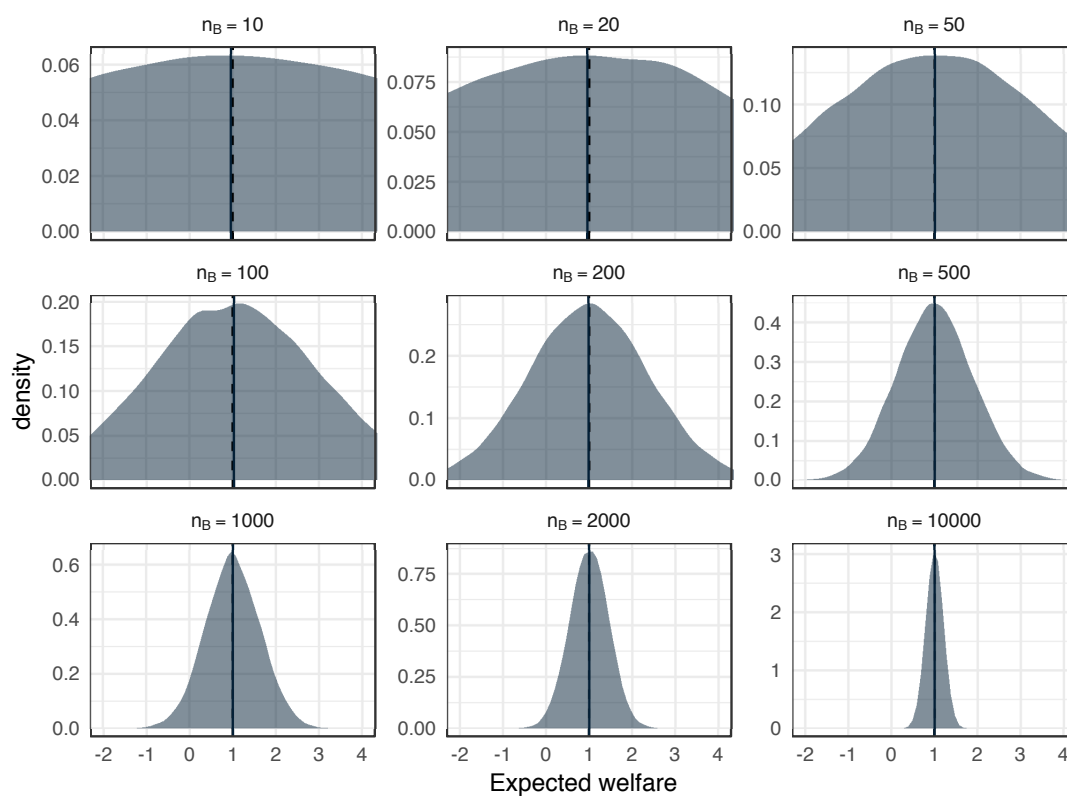 n_B = 10
n_B = 20
n_B = 50
0.06
0.04
0.02
0.00
0.075
0.050
0.025
0.000
0.10
0.05
0.00
n_B = 100
n_B = 200
n_B = 500
0.20
0.15
0.10
0.05
0.00
0.2
0.1
0.0
0.4
0.3
0.2
0.1
0.0
density
n_B = 1000
n_B = 2000
n_B = 10000
0.6
0.4
0.2
0.0
0.75
0.50
0.25
0.00
3
2
1
0
-2 -1 0 1 2 3 4
-2 -1 0 1 2 3 4
-2 -1 0 1 2 3 4
Expected welfare